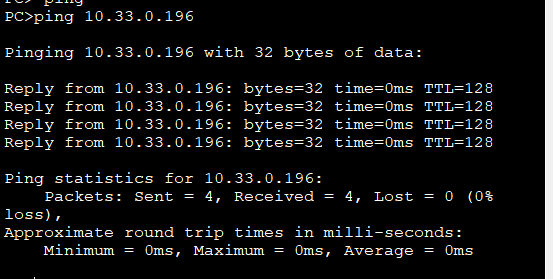 PC>ping 10.33.0.196
Pinging 10.33.0.196 with 32 bytes of data:
Reply from 10.33.0.196: bytes=32 time=0ms TTL=128
Reply from 10.33.0.196: bytes=32 time=0ms TTL=128
Reply from 10.33.0.196: bytes=32 time=0ms TTL=128
Reply from 10.33.0.196: bytes=32 time=0ms TTL=128
Ping statistics for 10.33.0.196:
Packets: Sent = 4, Received = 4, Lost = 0 (0%
loss),
Approximate round trip times in milli-seconds:
Minimum = 0ms, Maximum = 0ms, Average = 0ms